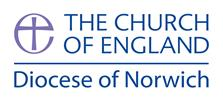 THE CHURCH
OF ENGLAND
Diocese of Norwich